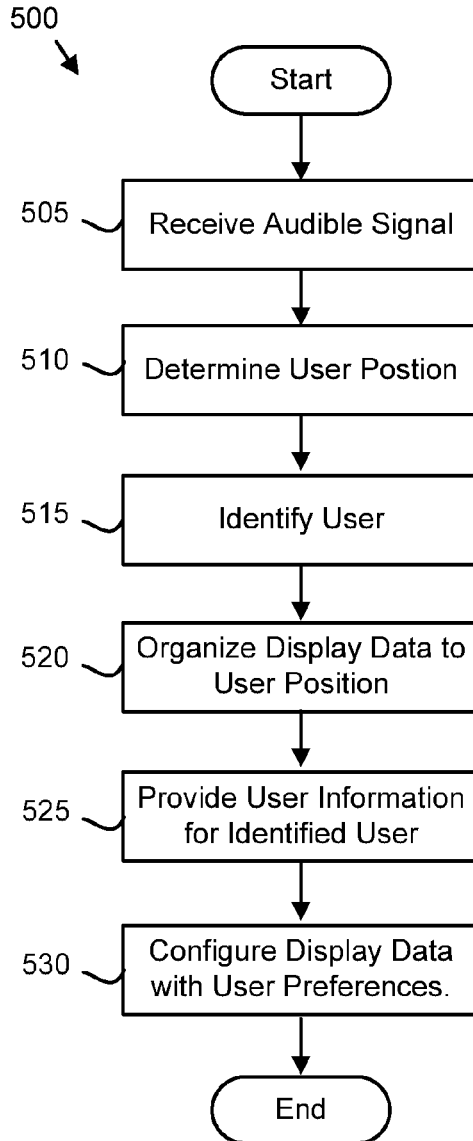 500
Start
505
Receive Audible Signal
510
Determine User Postion
515
Identify User
520
Organize Display Data to
User Position
525
Provide User Information
for Identified User
530
Configure Display Data
with User Preferences.
End